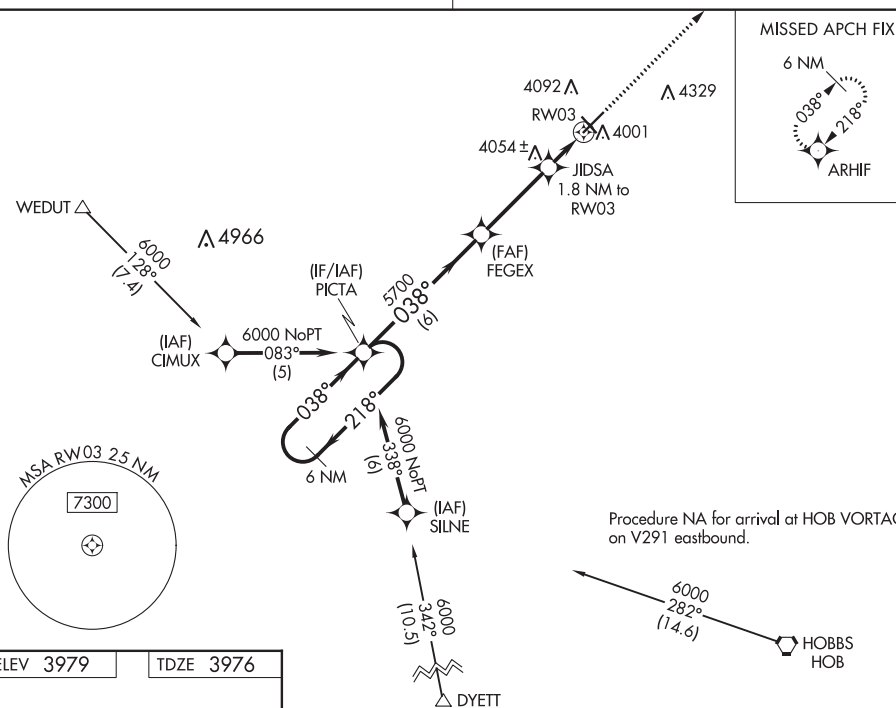 MISSED APCH FIX
6 NM
038°
218°
ARHIF
4092
4329
RW03
4001
4054 ±
JIDSA
1.8 NM to
RW03
WEDUT
4966
6000
128°
(7.4)
(FAF)
FEGEX
(IF/IAF)
PICTA
5700
038°
(6)
(IAF)
CIMUX
6000 NoPT
083°
(5)
038°
218°
6 NM
6000 NoPT
338°
(6)
(IAF)
SILNE
MSA RW03 25 NM
7300
Procedure NA for arrival at HOB VORTAC
on V291 eastbound.
6000
282°
(14.6)
HOBBS
HOB
6000
342°
(10.5)
DYETT
ELEV 3979
TDZE 3976